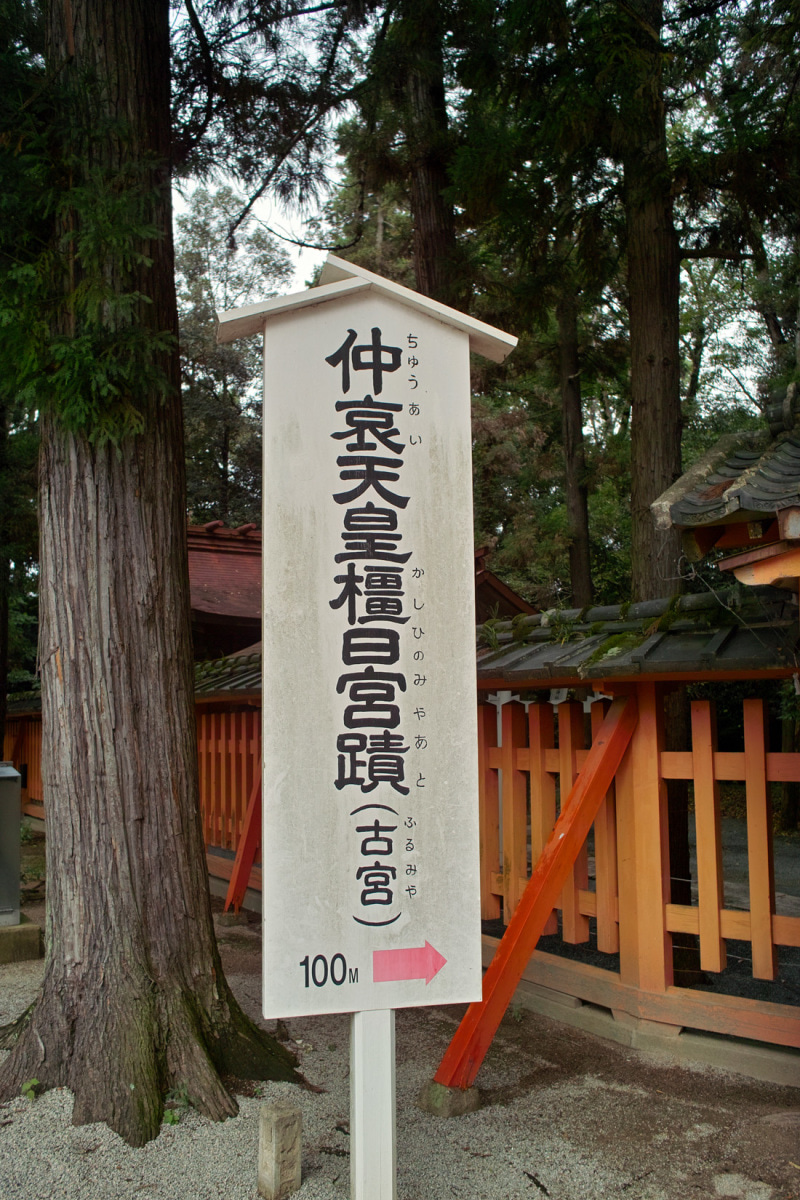 仲哀天皇橿日宮蹟(古宮)
ちゅうあい
かしひのみやあと
ふるみや
100M